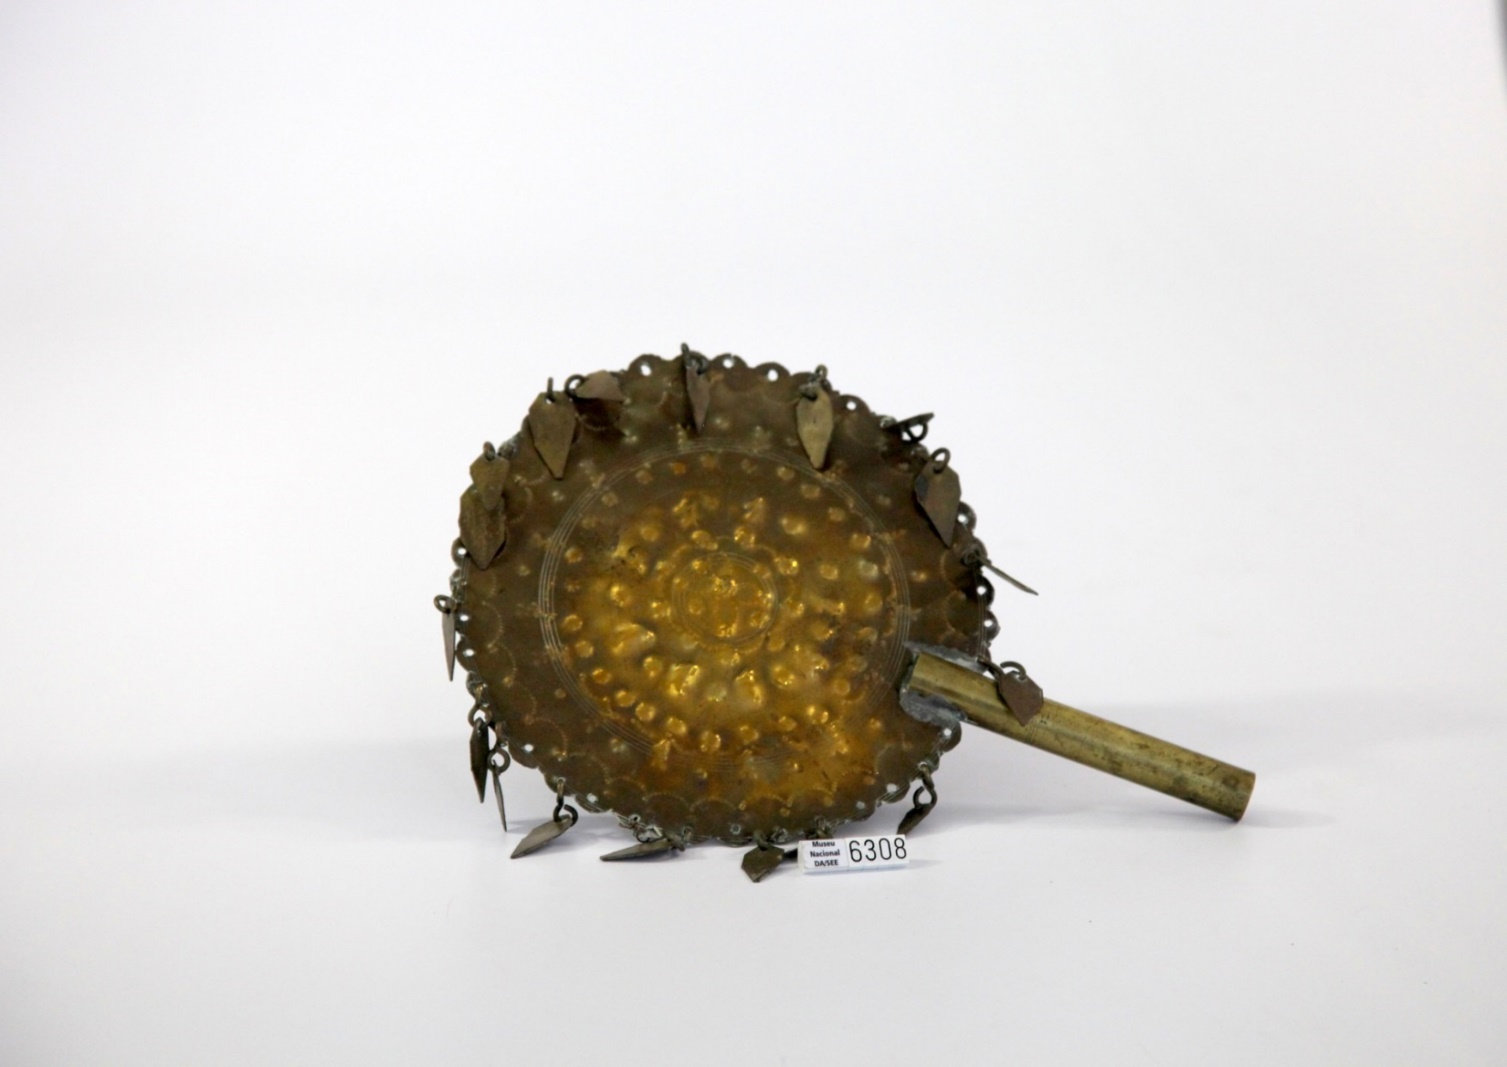 Museu
Nacional
DA/SEE
6308